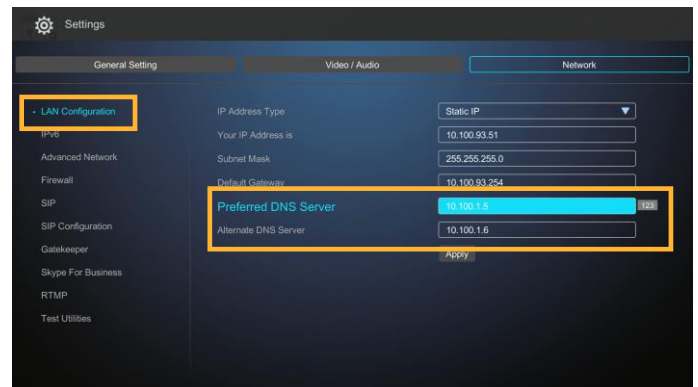 Settings
General Setting Video / Audio Network
LAN Configuration IP Address Type Static IP
IPv6 Your IP Address is 10.100.93.51
Advanced Network Subnet Mask 255.255.255.0
Firewall Default Gateway 10.100.93.254
SIP Preferred DNS Server 10.100.1.5 123
SIP Configuration Alternate DNS Server 10.100.1.6
Gatekeeper Apply
Skype For Business
RTMP
Test Utilities